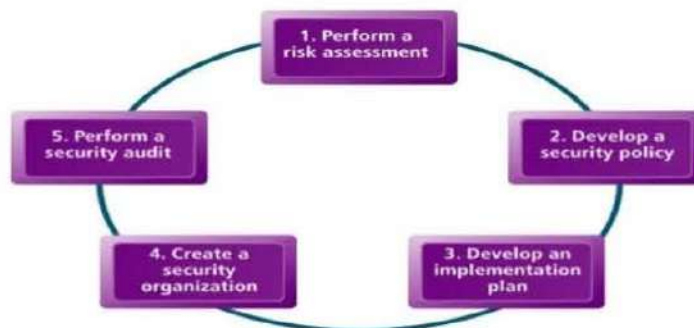 1. Perform a
risk assessment
2. Develop a
security policy
3. Develop an
implementation
plan
4. Create a
security
organization
5. Perform a
security audit